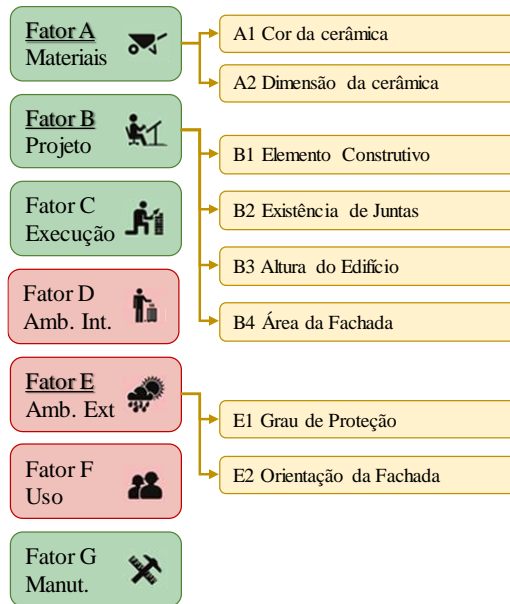 Fator A
Materiais
A1 Cor da cerâmica
A2 Dimensão da cerâmica
Fator B
Projeto
B1 Elemento Construtivo
B2 Existência de Juntas
B3 Altura do Edifício
B4 Área da Fachada
Fator C
Execução
Fator D
Amb. Int.
Fator E
Amb. Ext
E1 Grau de Proteção
E2 Orientação da Fachada
Fator F
Uso
Fator G
Manut.